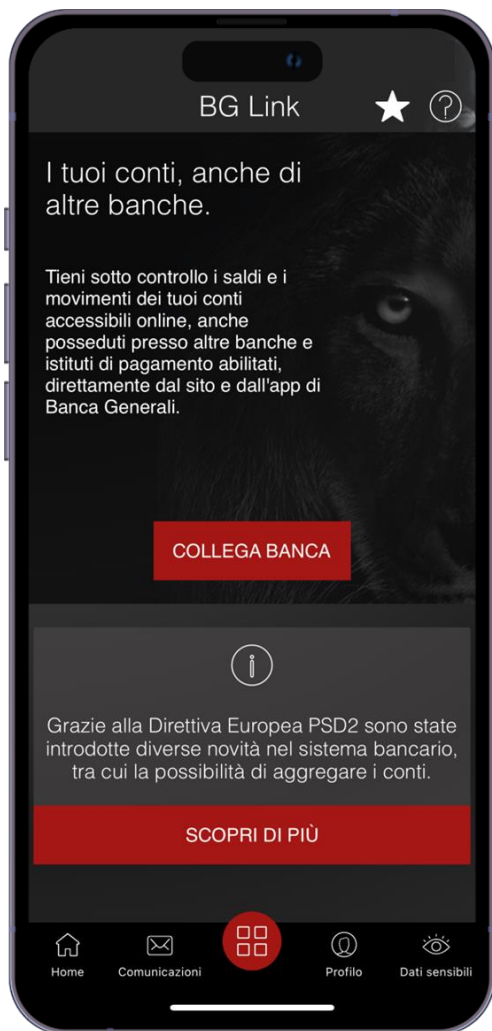 BG Link
I tuoi conti, anche di
altre banche.
Tieni sotto controllo i saldi e i
movimenti dei tuoi conti
accessibili online, anche
posseduti presso altre banche e
istituti di pagamento abilitati,
direttamente dal sito e dall'app di
Banca Generali.
COLLEGA BANCA
Grazie alla Direttiva Europea PSD2 sono state
introdotte diverse novità nel sistema bancario,
tra cui la possibilità di aggregare i conti.
SCOPRI DI PIÙ
Home Comunicazioni Profilo Dati sensibili